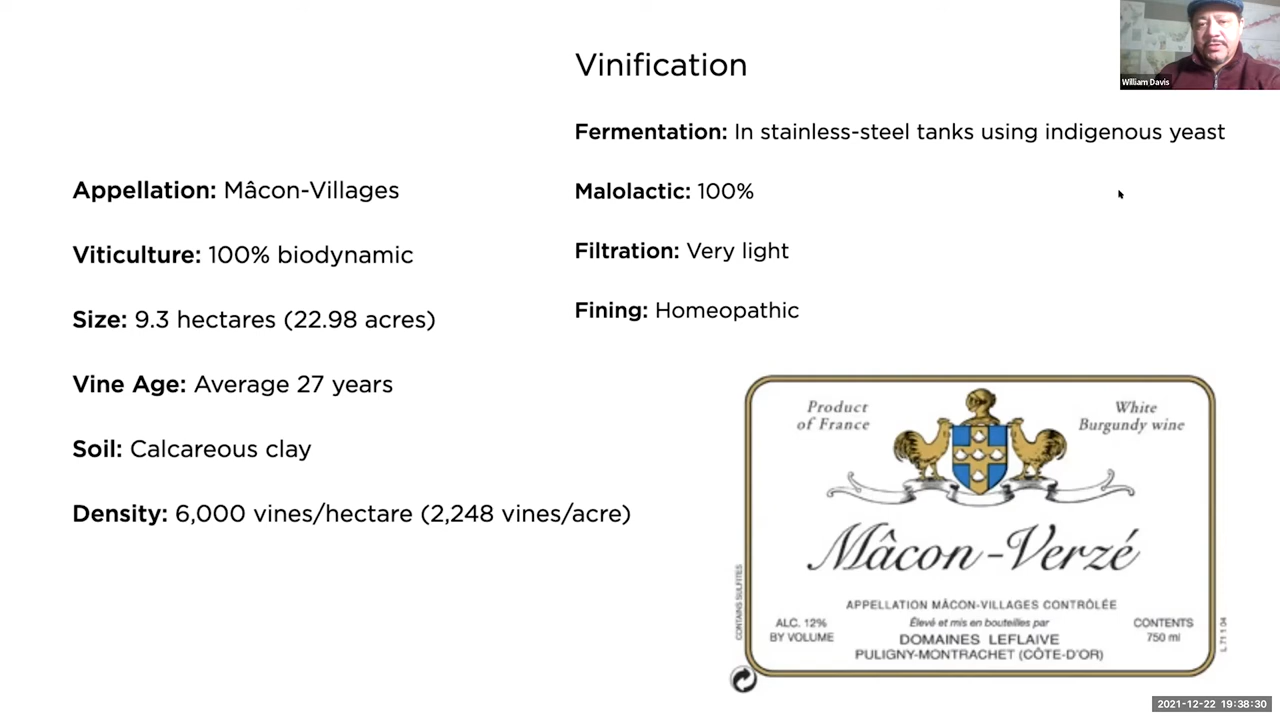 Vinification
Fermentation: In stainless-steel tanks using indigenous yeast
Malolactic: 100%
Filtration: Very light
Fining: Homeopathic
Appellation: Mâcon-Villages
Viticulture: 100% biodynamic
Size: 9.3 hectares (22.98 acres)
Vine Age: Average 27 years
Soil: Calcareous clay
Density: 6,000 vines/hectare (2,248 vines/acre)
William Davis
Product
of France
White
Burgundy wine
Mâcon-Verzé
APPELLATION MÂCON-VILLAGES CONTRÔLÉE
ALC. 12%
BY VOLUME
Élevé et mis en bouteilles par
DOMAINES LEFLAIVE
PULIGNY-MONTRACHET (CÔTE-D'OR)
CONTENTS
750 ml
CONTAINS SULFITES
L 71 1 04
2021-12-22 19:38:30